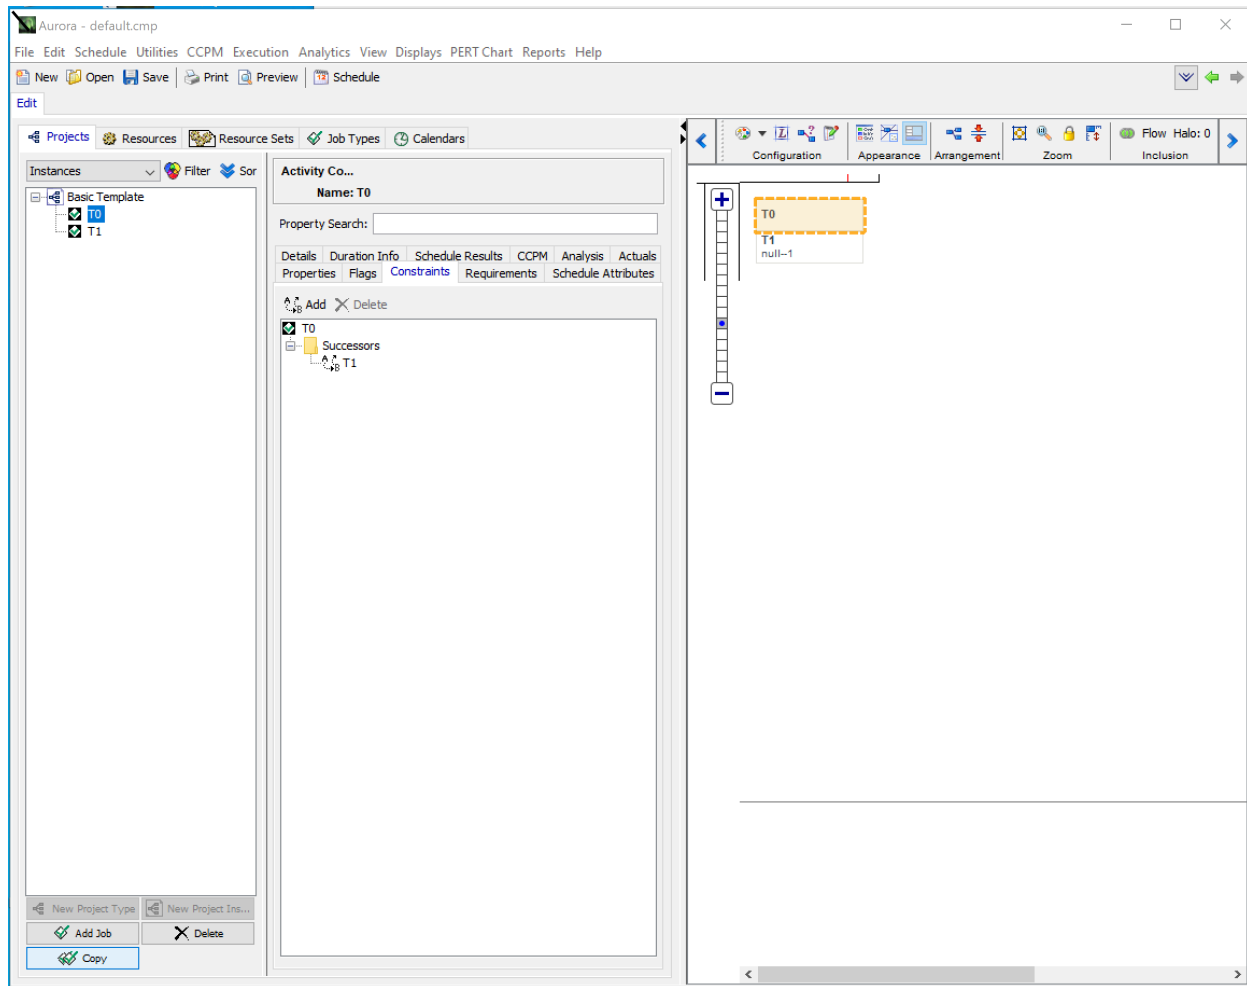 Aurora - default.cmp
File Edit Schedule Utilities CCPM Execution Analytics View Displays PERT Chart Reports Help
New Open Save Print Preview Schedule
Edit
Projects Resources Resource Sets Job Types Calendars
Instances Filter Sor
Basic Template
T0
T1
New Project Type New Project Ins...
Add Job Delete
Copy
Activity Co...
Name: T0
Property Search:
Details Duration Info Schedule Results CCPM Analysis Actuals
Properties Flags Constraints Requirements Schedule Attributes
Add Delete
T0
Successors
T1
Flow Halo: 0
Configuration Appearance Arrangement Zoom Inclusion
T0
T1
null--1